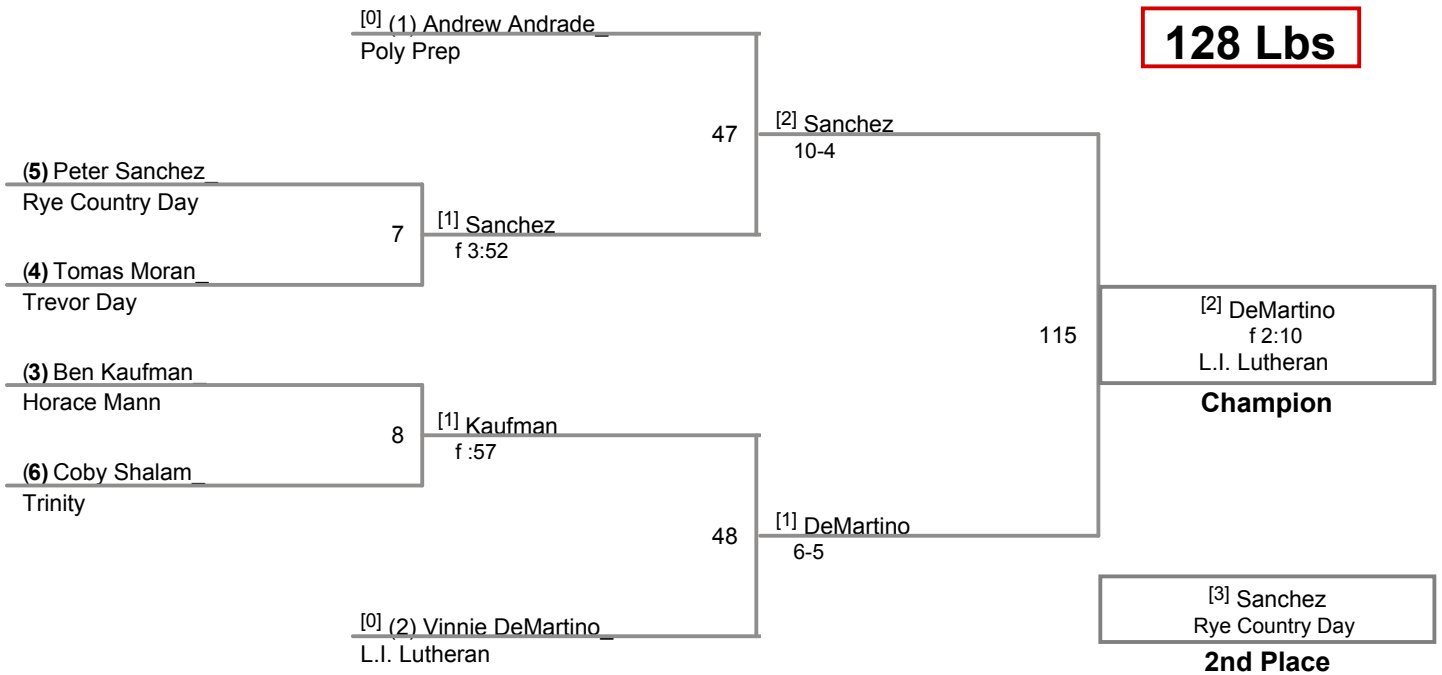 [0] (1) Andrew Andrade_
Poly Prep
128 Lbs
47
[2] Sanchez
10-4
(5) Peter Sanchez_
Rye Country Day
7
[1] Sanchez
f 3:52
(4) Tomas Moran_
Trevor Day
115
[2] DeMartino
f 2:10
L.I. Lutheran
Champion
(3) Ben Kaufman_
Horace Mann
8
[1] Kaufman
f :57
(6) Coby Shalam_
Trinity
48
[1] DeMartino
6-5
[0] (2) Vinnie DeMartino_
L.I. Lutheran
[3] Sanchez
Rye Country Day
2nd Place